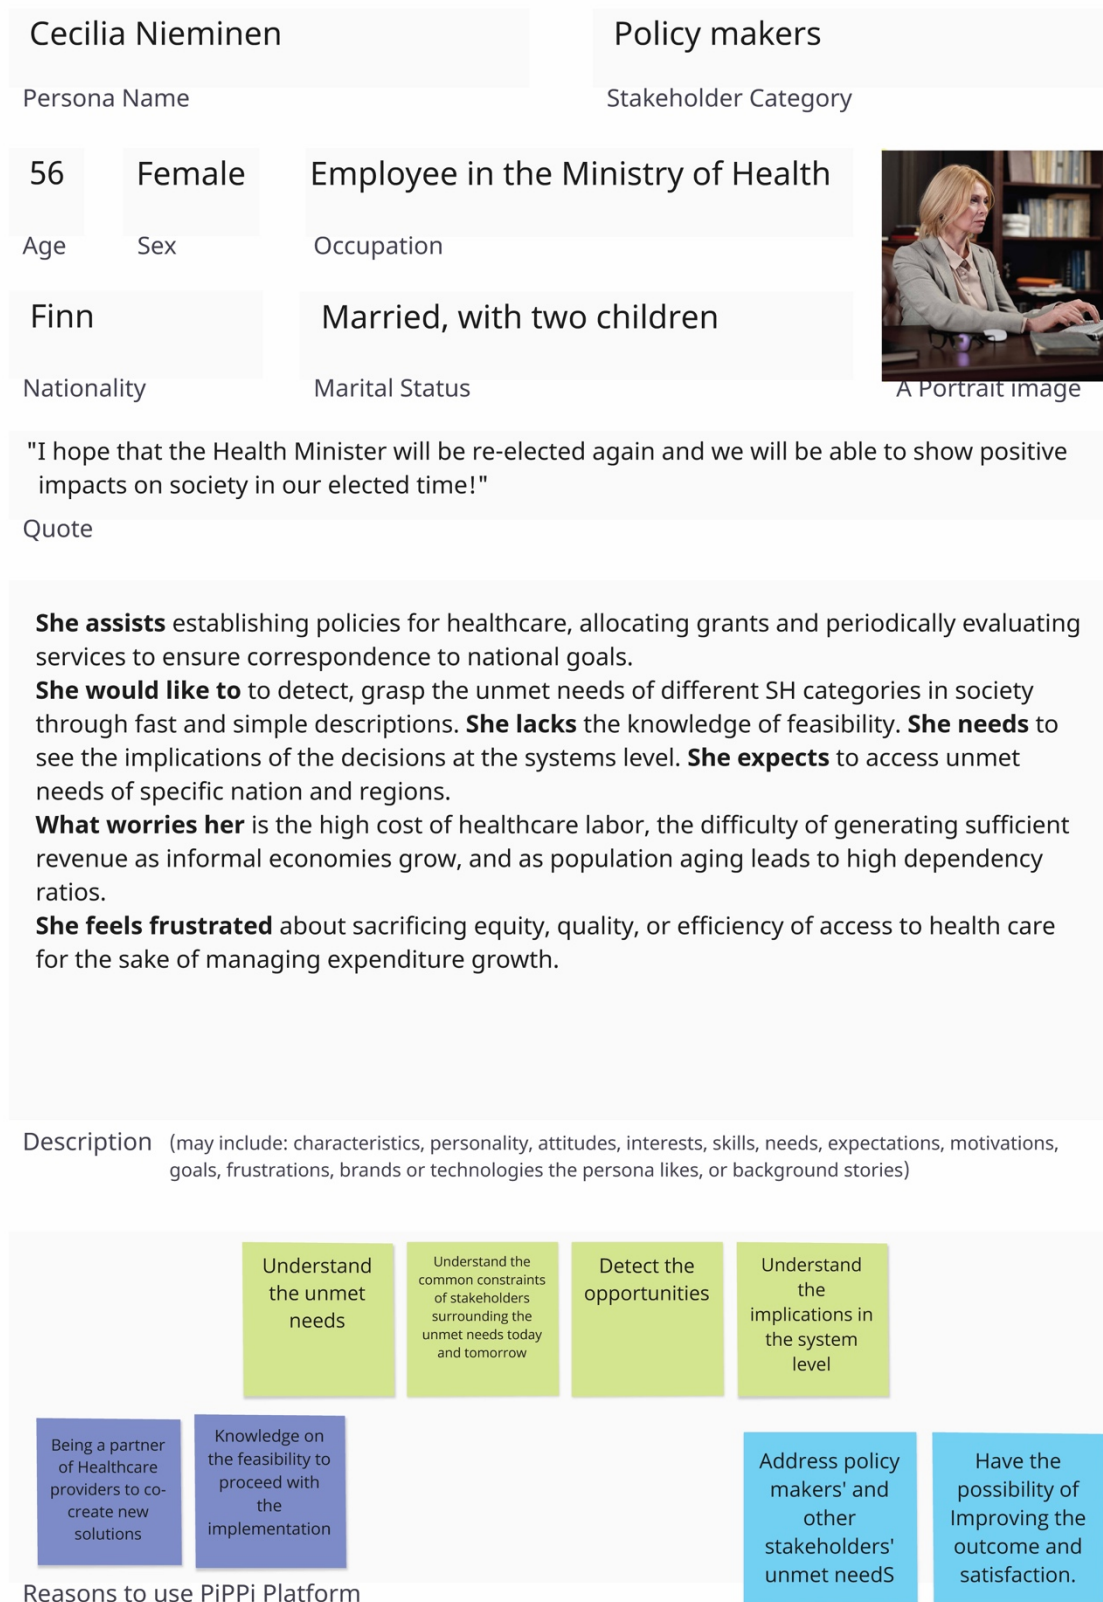 Cecilia Nieminen
Policy makers
Persona Name
Stakeholder Category
56
Female
Employee in the Ministry of Health
Age
Sex
Occupation
Finn
Married, with two children
Nationality
Marital Status
A Portrait image
"I hope that the Health Minister will be re-elected again and we will be able to show positive
impacts on society in our elected time!"
Quote
She assists establishing policies for healthcare, allocating grants and periodically evaluating
services to ensure correspondence to national goals.
She would like to to detect, grasp the unmet needs of different SH categories in society
through fast and simple descriptions. She lacks the knowledge of feasibility. She needs to
see the implications of the decisions at the systems level. She expects to access unmet
needs of specific nation and regions.
What worries her is the high cost of healthcare labor, the difficulty of generating sufficient
revenue as informal economies grow, and as population aging leads to high dependency
ratios.
She feels frustrated about sacrificing equity, quality, or efficiency of access to health care
for the sake of managing expenditure growth.
Description (may include: characteristics, personality, attitudes, interests, skills, needs, expectations, motivations,
goals, frustrations, brands or technologies the persona likes, or background stories)
Understand
the unmet
needs
Understand the
common constraints
of stakeholders
surrounding the
unmet needs today
and tomorrow
Detect the
opportunities
Understand
the
implications in
the system
level
Being a partner
of Healthcare
providers to co-
create new
solutions
Knowledge on
the feasibility to
proceed with
the
implementation
Address policy
makers' and
other
stakeholders'
unmet needS
Have the
possibility of
Improving the
outcome and
satisfaction.
Reasons to use PiPPi Platform